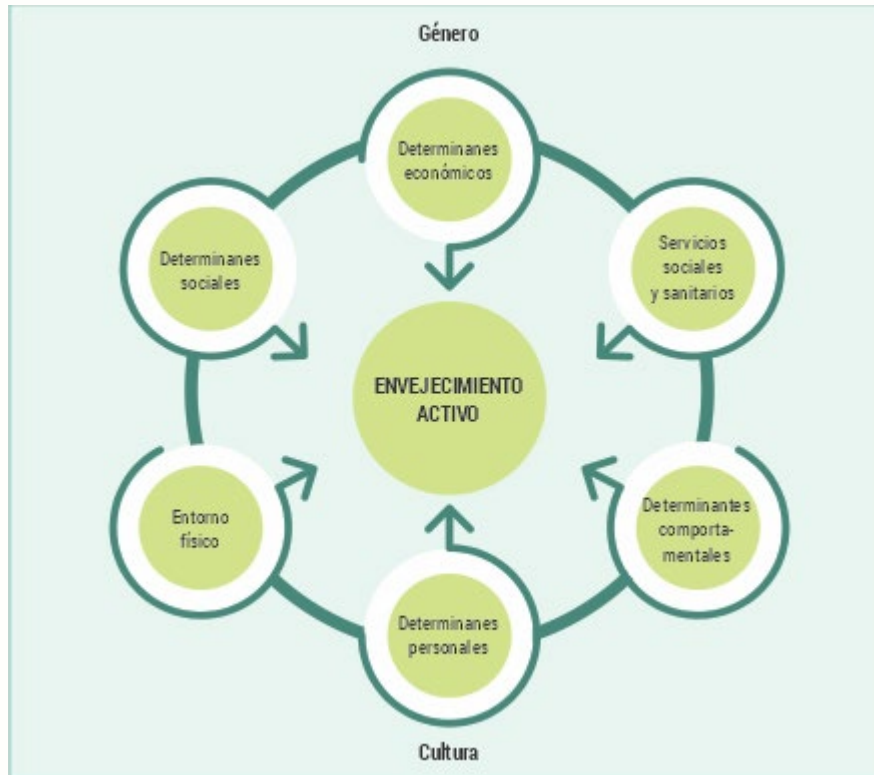 Género
Determinanes
económicos
Determinanes
sociales
Servicios
sociales
y sanitarios
ENVEJECIMIENTO
ACTIVO
Entorno
físico
Determinantes
comporta-
mentales
Determinanes
personales
Cultura